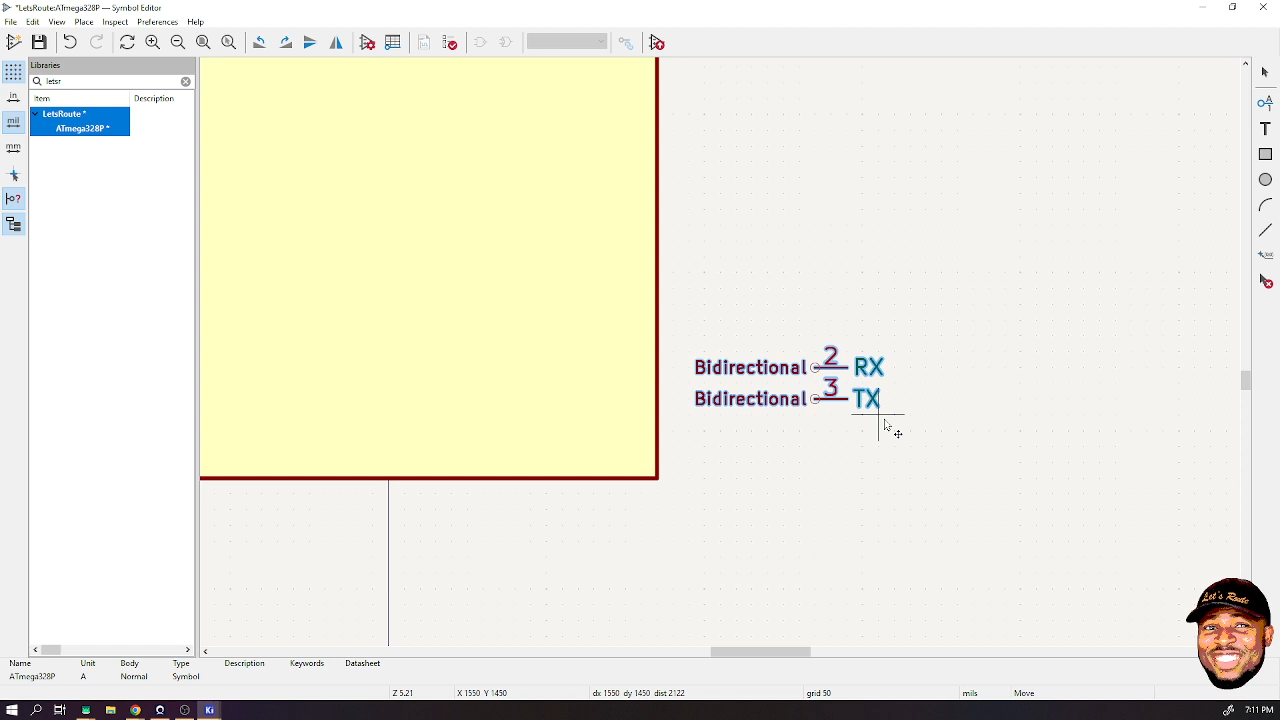 *LetsRoute:ATmega328P — Symbol Editor
File Edit View Place Inspect Preferences Help
Libraries
letsr
Item Description
LetsRoute *
ATmega328P *
in
mil
mm
Bidirectional 2 RX
Bidirectional 3 TX
Let's Route
Name Unit Body Type Description Keywords Datasheet
ATmega328P A Normal Symbol
Z 5.21 X 1550 Y 1450 dx 1550 dy 1450 dist 2122 grid 50 mils Move
7:11 PM